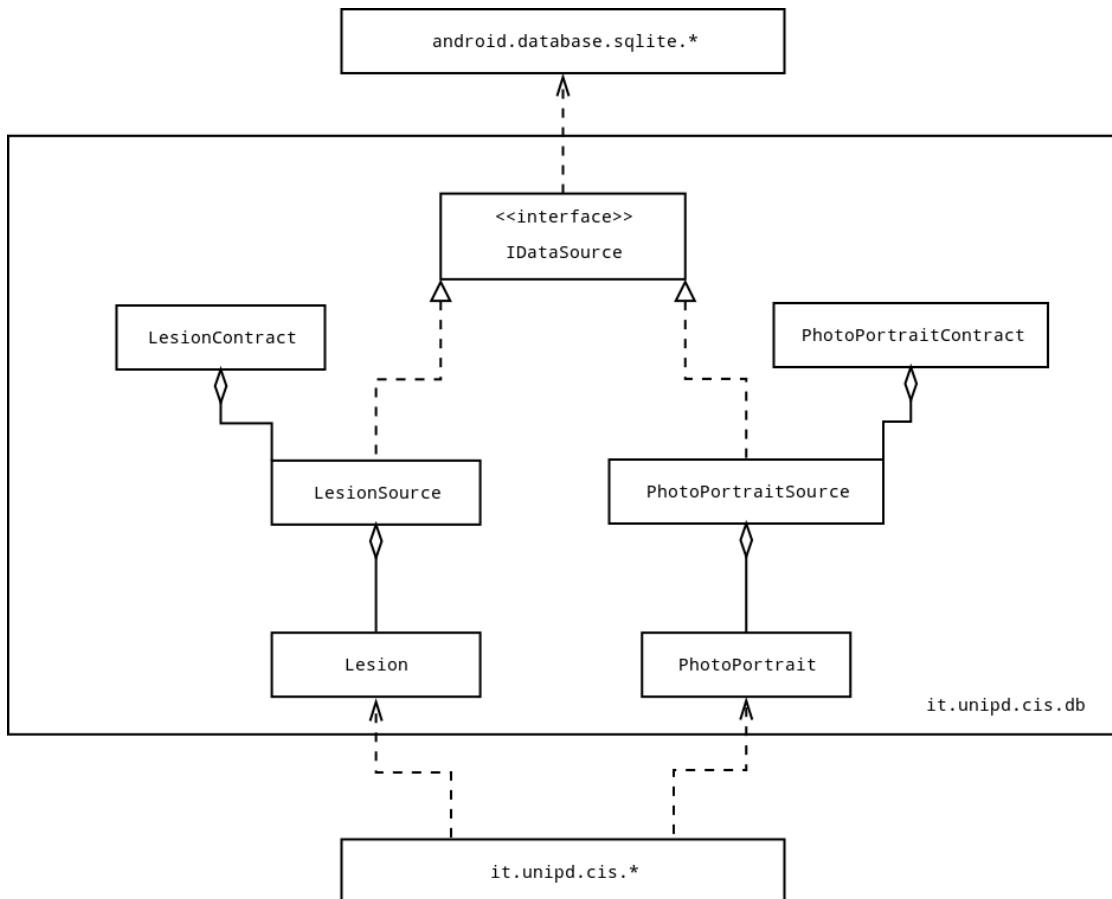 android.database.sqlite.*
<<interface>>
IDataSource
LesionContract
PhotoPortraitContract
LesionSource
PhotoPortraitSource
Lesion
PhotoPortrait
it.unipd.cis.db
it.unipd.cis.*